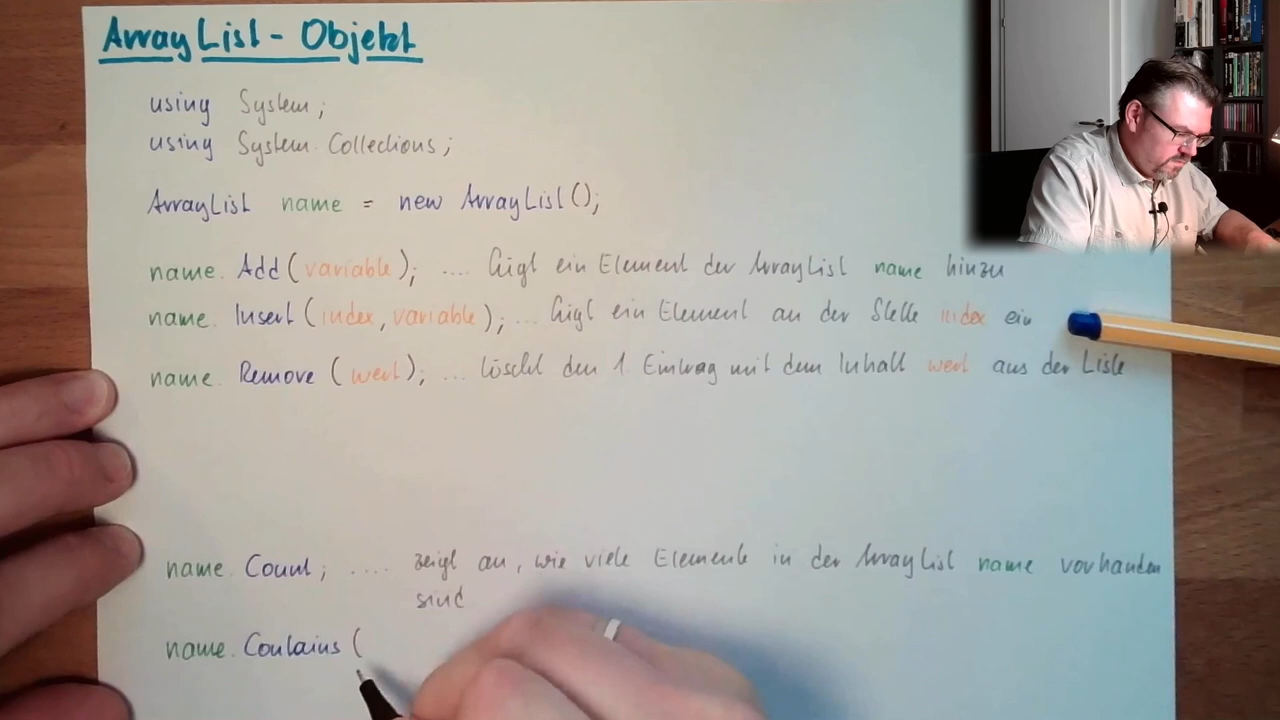 ArrayList - Objekt
using System;
using System.Collections;
ArrayList name = new ArrayList();
name. Add (variable); .... fügt ein Element der ArrayList name hinzu
name. Insert (index, variable); ... fügt ein Element an der Stelle index ein
name. Remove (wert); ... löscht den 1. Eintrag mit dem Inhalt wert aus der Liste
name. Count; .... zeigt an, wie viele Elemente in der ArrayList name vorhanden
sind
name. Contains (